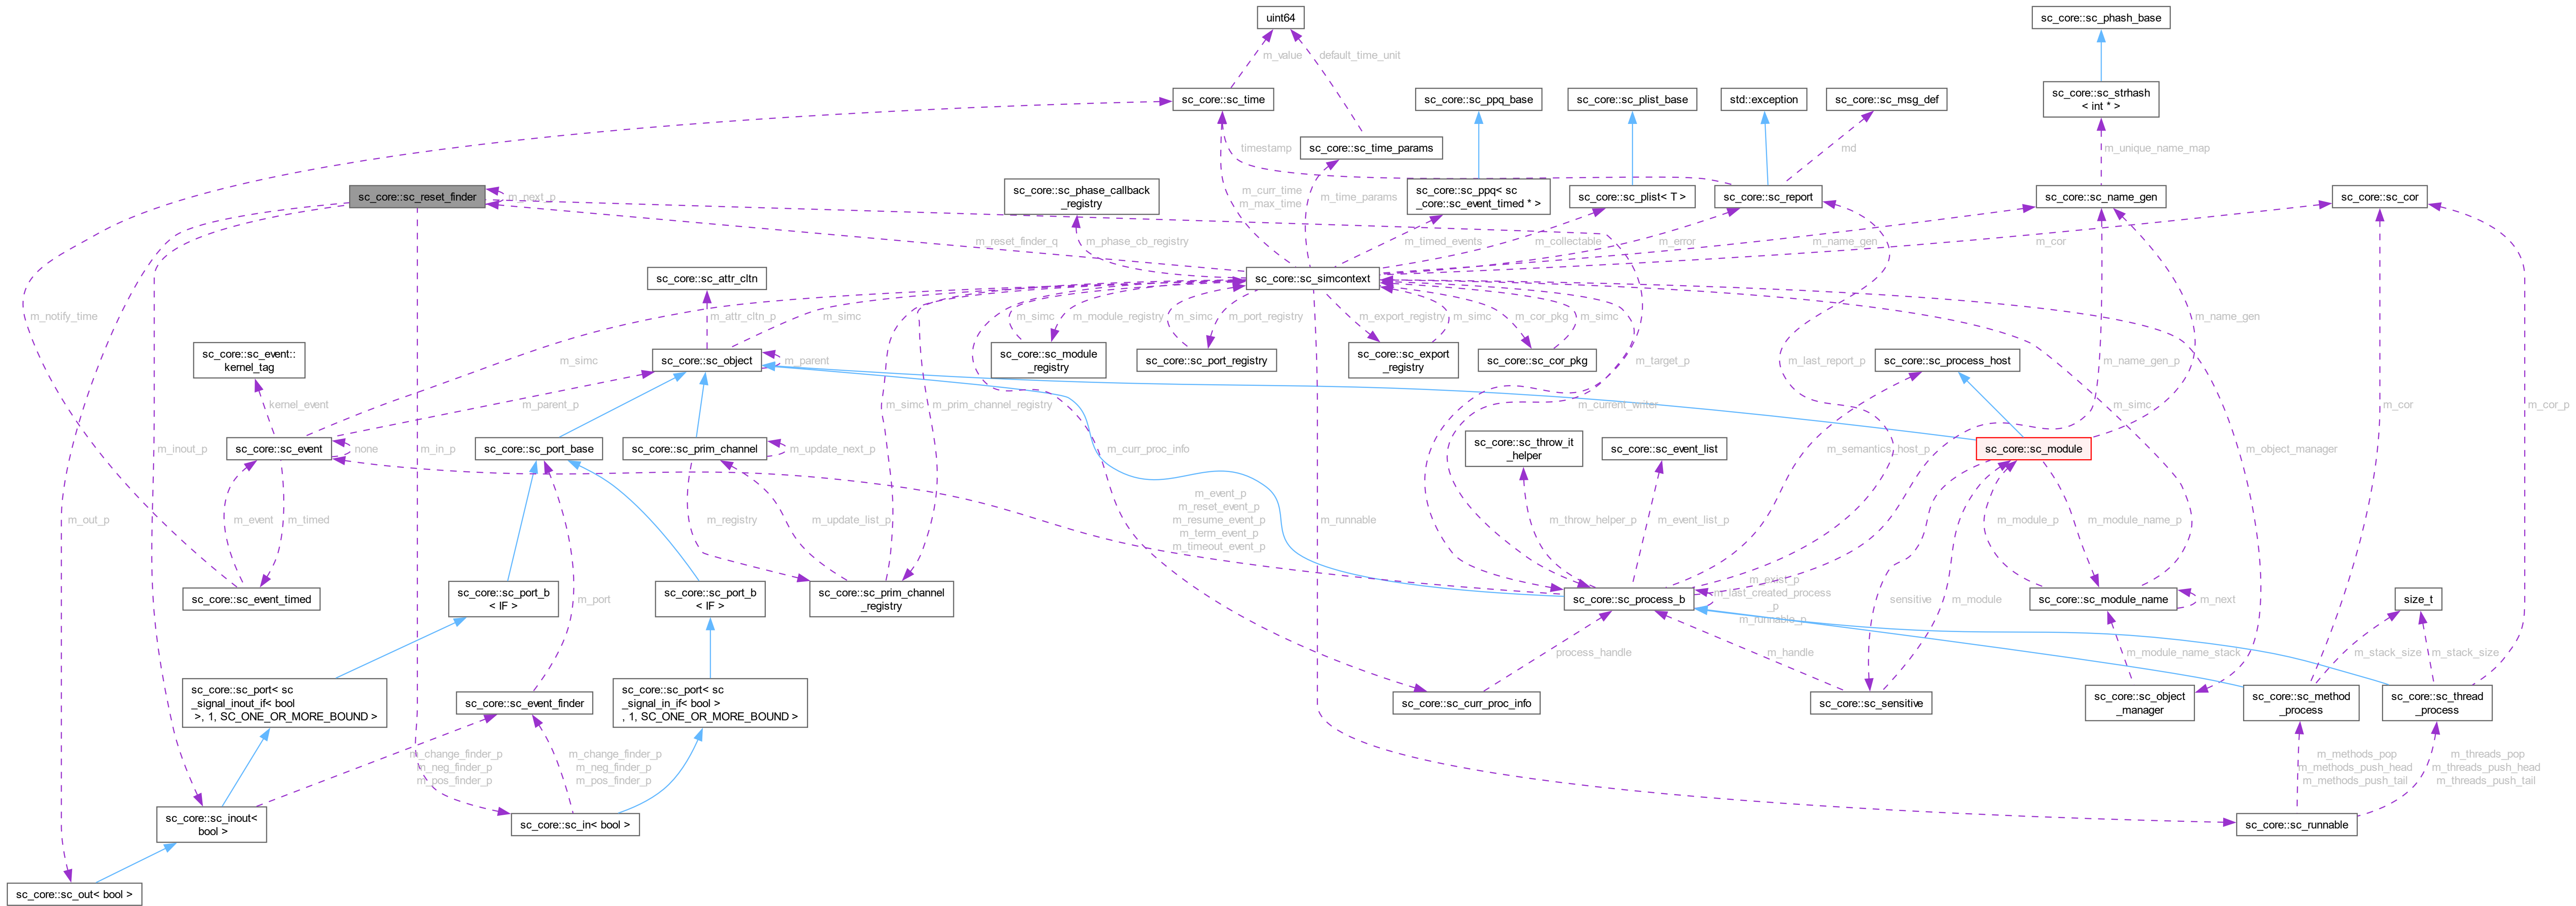 uint64
sc_core::sc_phash_base
m_value
default_time_unit
sc_core::sc_time
sc_core::sc_ppq_base
sc_core::sc_plist_base
std::exception
sc_core::sc_msg_def
sc_core::sc_strhash
< int * >
timestamp
sc_core::sc_time_params
md
m_unique_name_map
sc_core::sc_reset_finder
m_next_p
sc_core::sc_phase_callback
_registry
m_curr_time
m_max_time
m_time_params
sc_core::sc_ppq< sc
_core::sc_event_timed * >
sc_core::sc_plist< T >
sc_core::sc_report
sc_core::sc_name_gen
sc_core::sc_cor
m_reset_finder_q
m_phase_cb_registry
m_timed_events
m_collectable
m_error
m_name_gen
m_cor
sc_core::sc_attr_cltn
sc_core::sc_simcontext
m_notify_time
m_attr_cltn_p
m_simc
m_simc
m_module_registry
m_simc
m_port_registry
m_export_registry
m_simc
m_cor_pkg
m_simc
m_name_gen
sc_core::sc_event::
kernel_tag
m_simc
sc_core::sc_object
m_parent
sc_core::sc_module
_registry
sc_core::sc_port_registry
sc_core::sc_export
_registry
sc_core::sc_cor_pkg
m_target_p
m_last_report_p
sc_core::sc_process_host
m_name_gen_p
kernel_event
m_parent_p
m_simc
m_prim_channel_registry
m_current_writer
m_simc
m_cor
m_cor_p
sc_core::sc_event
none
sc_core::sc_port_base
sc_core::sc_prim_channel
m_update_next_p
m_inout_p
m_in_p
m_curr_proc_info
sc_core::sc_throw_it
_helper
sc_core::sc_event_list
m_semantics_host_p
sc_core::sc_module
m_object_manager
m_out_p
m_event
m_timed
m_registry
m_update_list_p
m_event_p
m_reset_event_p
m_resume_event_p
m_term_event_p
m_timeout_event_p
m_runnable
m_throw_helper_p
m_event_list_p
m_module_p
m_module_name_p
sc_core::sc_event_timed
sc_core::sc_port_b
< IF >
m_port
sc_core::sc_port_b
< IF >
sc_core::sc_prim_channel
_registry
sc_core::sc_process_b
m_exist_p
m_last_created_process
_p
m_runnable_p
sensitive
m_module
sc_core::sc_module_name
m_next
size_t
process_handle
m_handle
m_module_name_stack
m_stack_size
m_stack_size
sc_core::sc_port< sc
_signal_inout_if< bool
>, 1, SC_ONE_OR_MORE_BOUND >
sc_core::sc_event_finder
sc_core::sc_port< sc
_signal_in_if< bool >
, 1, SC_ONE_OR_MORE_BOUND >
sc_core::sc_curr_proc_info
sc_core::sc_sensitive
sc_core::sc_object
_manager
sc_core::sc_method
_process
sc_core::sc_thread
_process
m_change_finder_p
m_neg_finder_p
m_pos_finder_p
m_change_finder_p
m_neg_finder_p
m_pos_finder_p
m_methods_pop
m_methods_push_head
m_methods_push_tail
m_threads_pop
m_threads_push_head
m_threads_push_tail
sc_core::sc_inout<
bool >
sc_core::sc_in< bool >
sc_core::sc_runnable
sc_core::sc_out< bool >